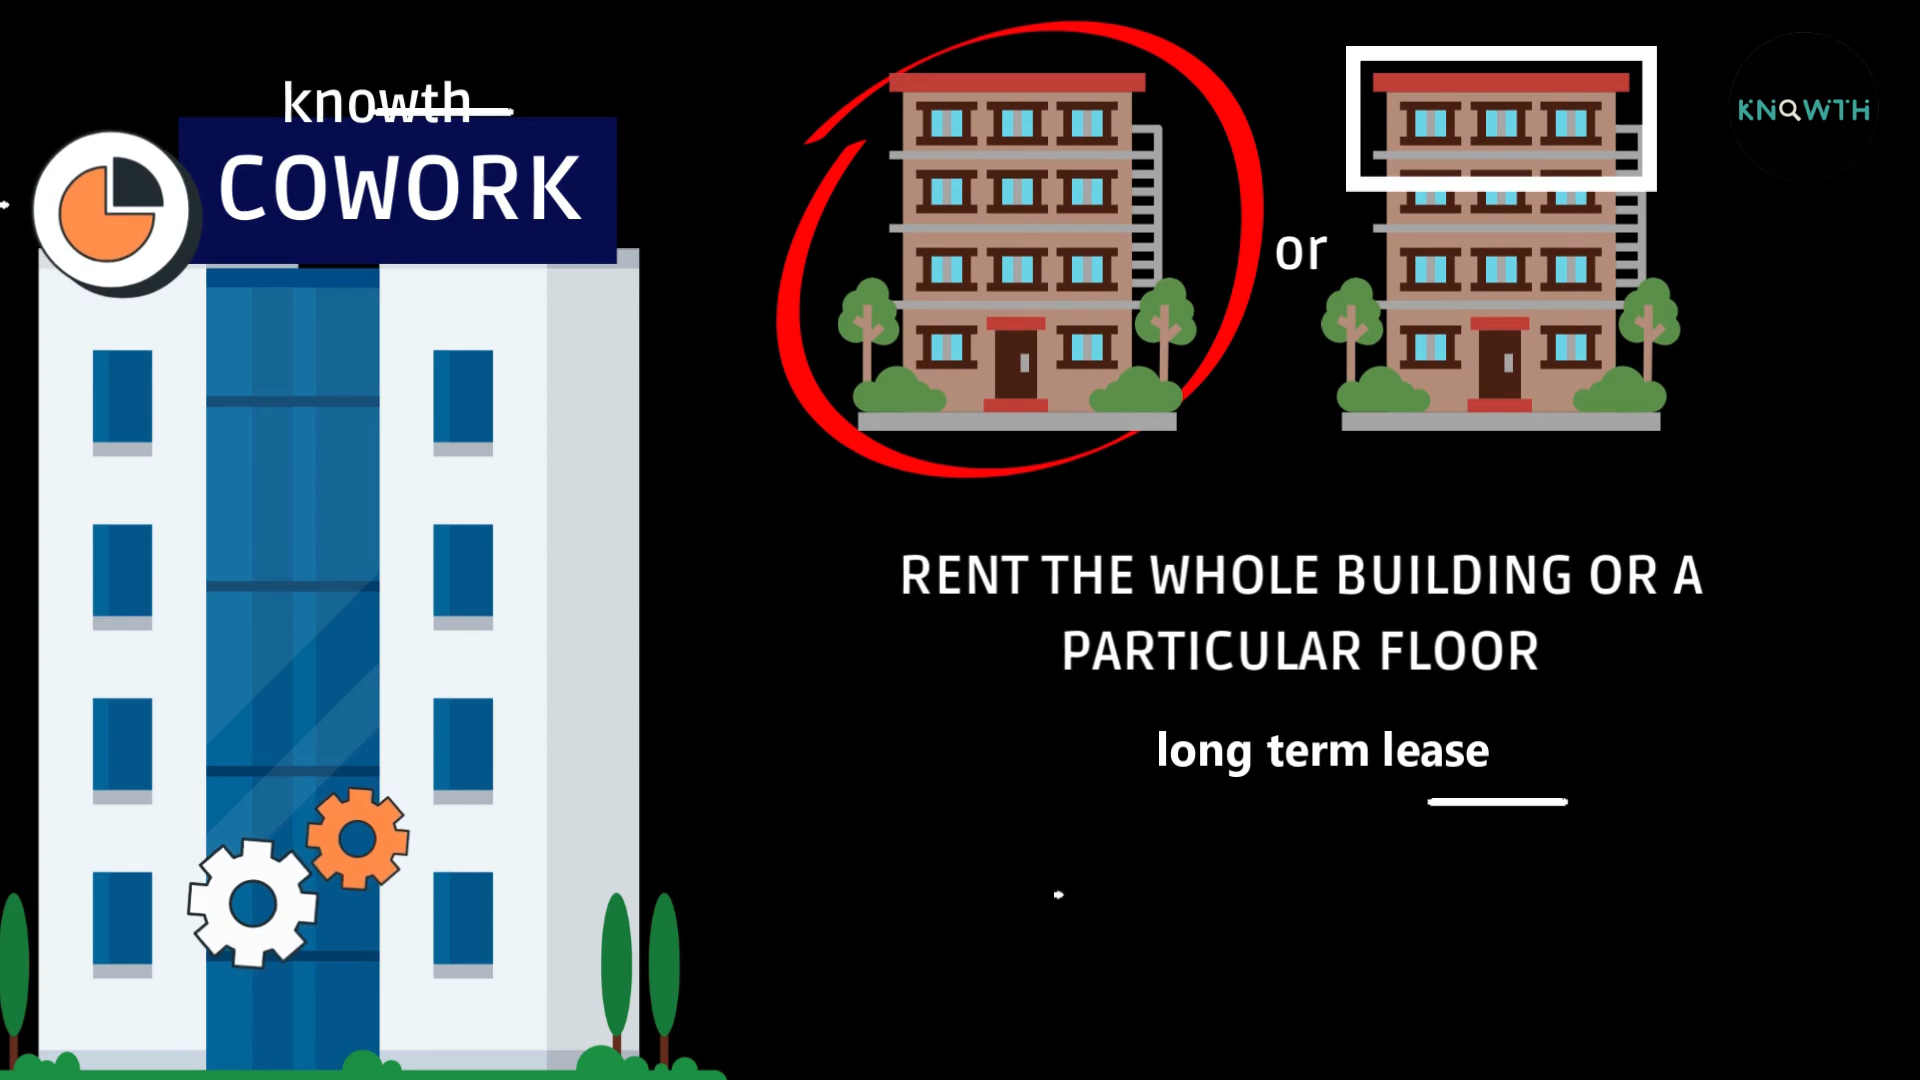 knowth
COWORK
or
KNOWTH
RENT THE WHOLE BUILDING OR A
PARTICULAR FLOOR
long term lease